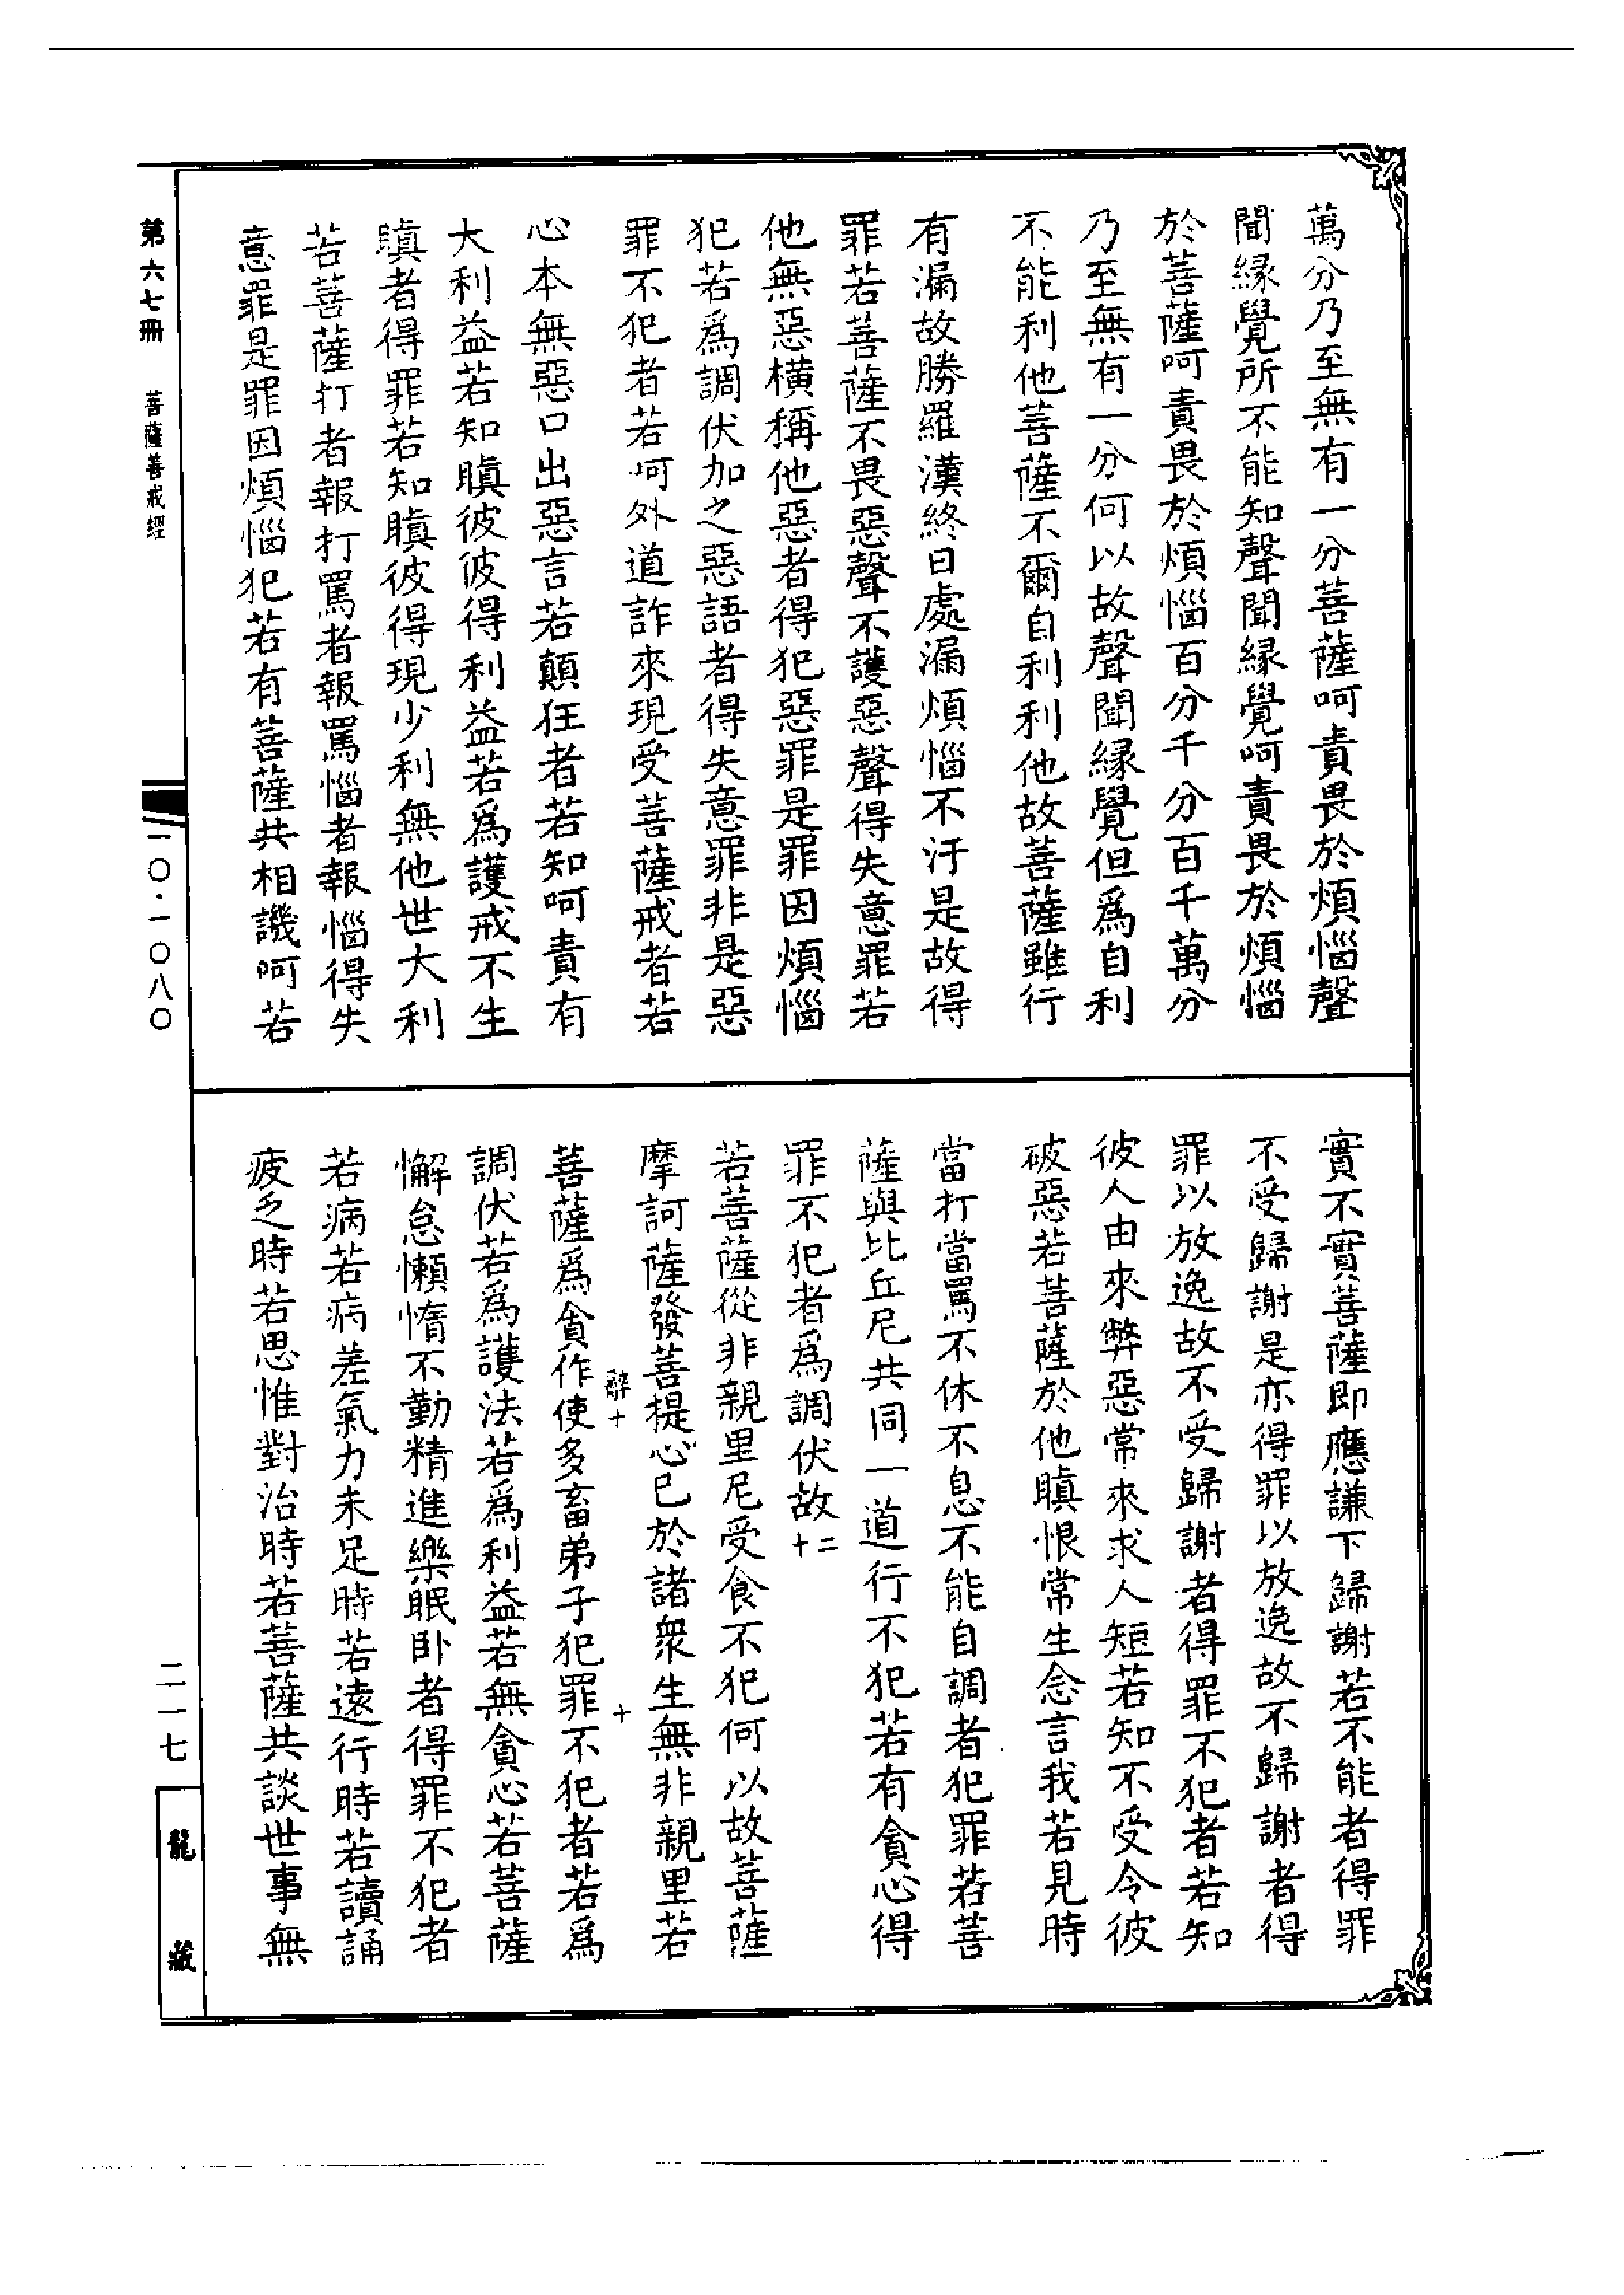 萬分乃至無有一分菩薩呵責畏於煩惱聲
聞緣覺所不能知聲聞緣覺呵責畏於煩惱
於菩薩呵責畏於煩惱百分千分百千萬分
乃至無有一分何以故聲聞緣覺但爲自利
不能利他菩薩不爾自利利他故菩薩雖行
有漏故勝羅漢終日處漏煩惱不汙是故得
罪若菩薩不畏惡聲不護惡聲得失意罪若
他無惡橫稱他惡者得犯惡罪是罪因煩惱
犯若爲調伏加之惡語者得失意罪非是惡
罪不犯者若呵外道詐來現受菩薩戒者若
心本無惡口出惡言若顛狂者若知呵責有
大利益若知瞋彼彼得利益若爲護戒不生
瞋者得罪若知瞋彼得現少利無他世大利
若菩薩打者報打罵者報罵惱者報惱得失
意罪是罪因煩惱犯若有菩薩共相譏呵若
實不實菩薩即應謙下歸謝若不能者得罪
不受歸謝是亦得罪以放逸故不歸謝者得
罪以放逸故不受歸謝者得罪不犯者若知
彼人由來弊惡常來求人短若知不受令彼
破惡若菩薩於他瞋恨常生念言我若見時
當打當罵不休不息不能自調者犯罪若菩
薩與比丘尼共同一道行不犯若有貪心得
罪不犯者爲調伏故十二
若菩薩從非親里尼受食不犯何以故菩薩
摩訶薩發菩提心已於諸衆生無非親里若
辭十
十
菩薩爲貪作使多畜弟子犯罪不犯者若爲
調伏若爲護法若爲利益若無貪心若菩薩
懈怠懶惰不勤精進樂眠卧者得罪不犯者
若病若病差氣力未足時若遠行時若讀誦
疲乏時若思惟對治時若菩薩共談世事無
第六七冊　菩薩善戒經
一〇·一〇八〇
二一七
龍藏